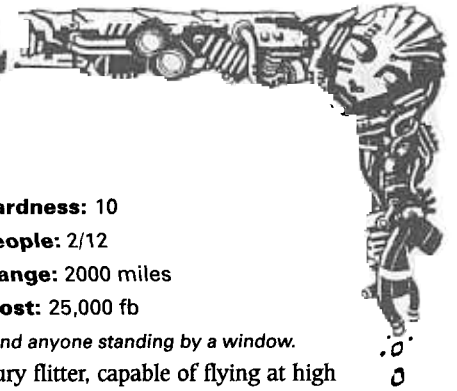 ardness: 10
eople: 2/12
ange: 2000 miles
ost: 25,000 fb
nd anyone standing by a window.
ury flitter, capable of flying at high